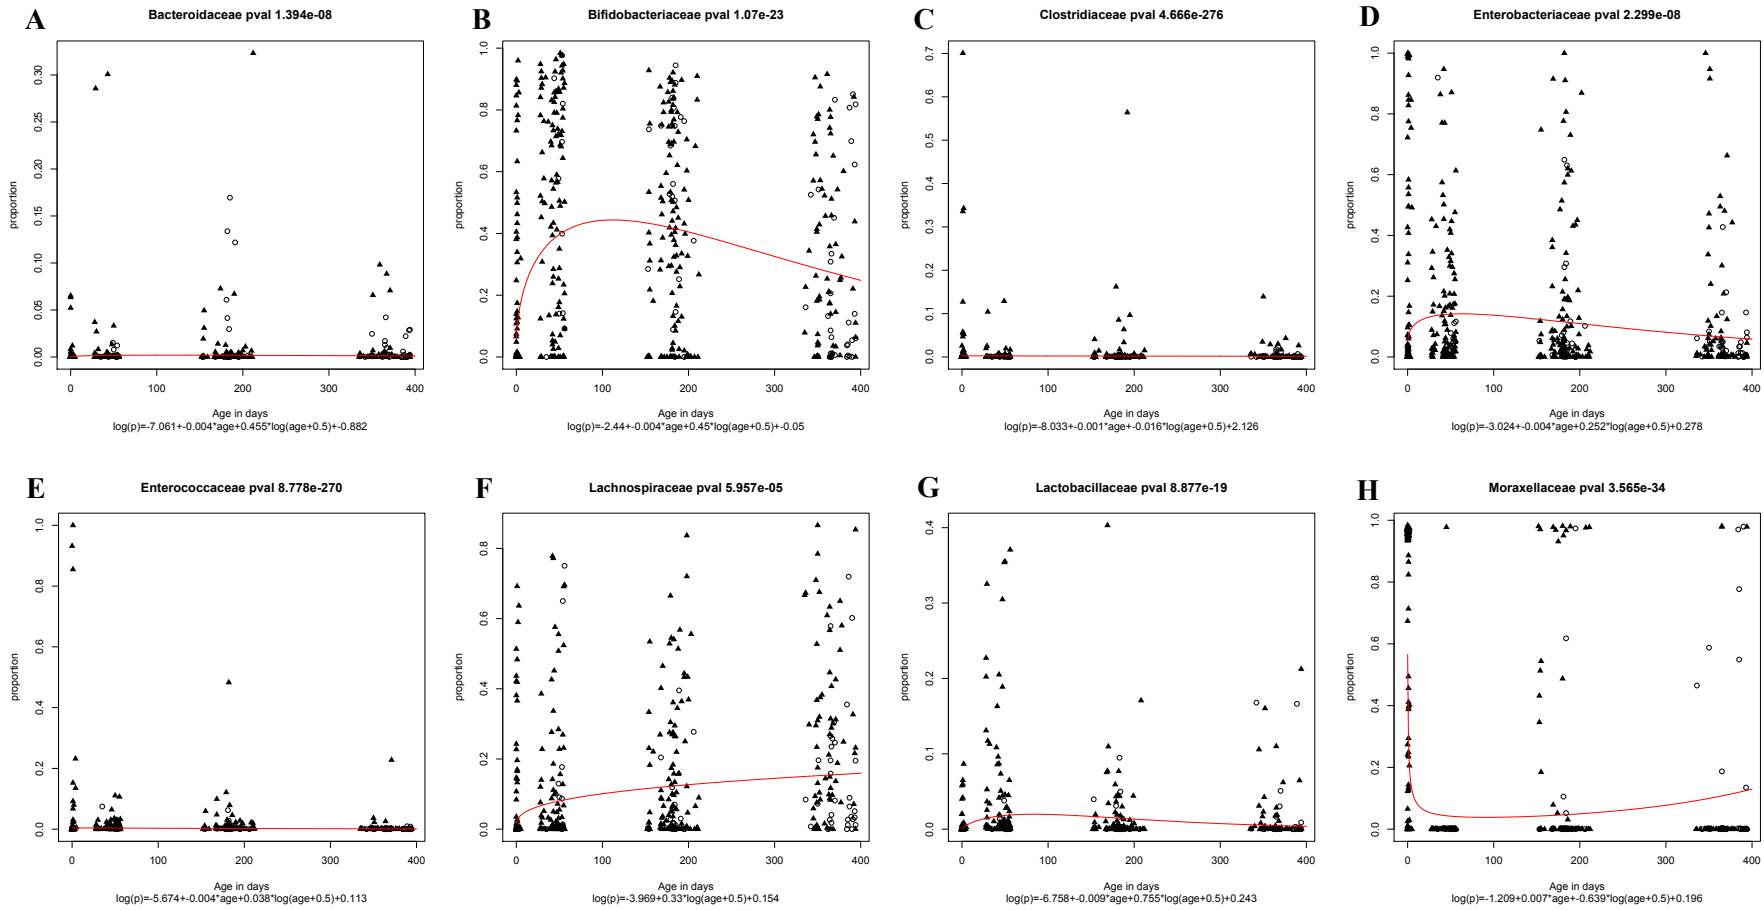 A Bacteroidaceae pval 1.394e-08
proportion
0.00 0.05 0.10 0.15 0.20 0.25 0.30
0 100 200 300 400
Age in days
log(p)=-7.061+-0.004*age+0.455*log(age+0.5)+-0.882
B Bifidobacteriaceae pval 1.07e-23
proportion
0.0 0.2 0.4 0.6 0.8 1.0
0 100 200 300 400
Age in days
log(p)=-2.44+-0.004*age+0.45*log(age+0.5)+-0.05
C Clostridiaceae pval 4.666e-276
proportion
0.0 0.1 0.2 0.3 0.4 0.5 0.6 0.7
0 100 200 300 400
Age in days
log(p)=-8.033+-0.001*age+-0.016*log(age+0.5)+2.126
D Enterobacteriaceae pval 2.299e-08
proportion
0.0 0.2 0.4 0.6 0.8 1.0
0 100 200 300 400
Age in days
log(p)=-3.024+-0.004*age+0.252*log(age+0.5)+0.278
E Enterococcaceae pval 8.778e-270
proportion
0.0 0.2 0.4 0.6 0.8 1.0
0 100 200 300 400
Age in days
log(p)=-5.674+-0.004*age+0.038*log(age+0.5)+0.113
F Lachnospiraceae pval 5.957e-05
proportion
0.0 0.2 0.4 0.6 0.8
0 100 200 300 400
Age in days
log(p)=-3.969+0.33*log(age+0.5)+0.154
G Lactobacillaceae pval 8.877e-19
proportion
0.0 0.1 0.2 0.3 0.4
0 100 200 300 400
Age in days
log(p)=-6.758+-0.009*age+0.755*log(age+0.5)+0.243
H Moraxellaceae pval 3.565e-34
proportion
0.0 0.2 0.4 0.6 0.8 1.0
0 100 200 300 400
Age in days
log(p)=-1.209+0.007*age+-0.639*log(age+0.5)+0.196